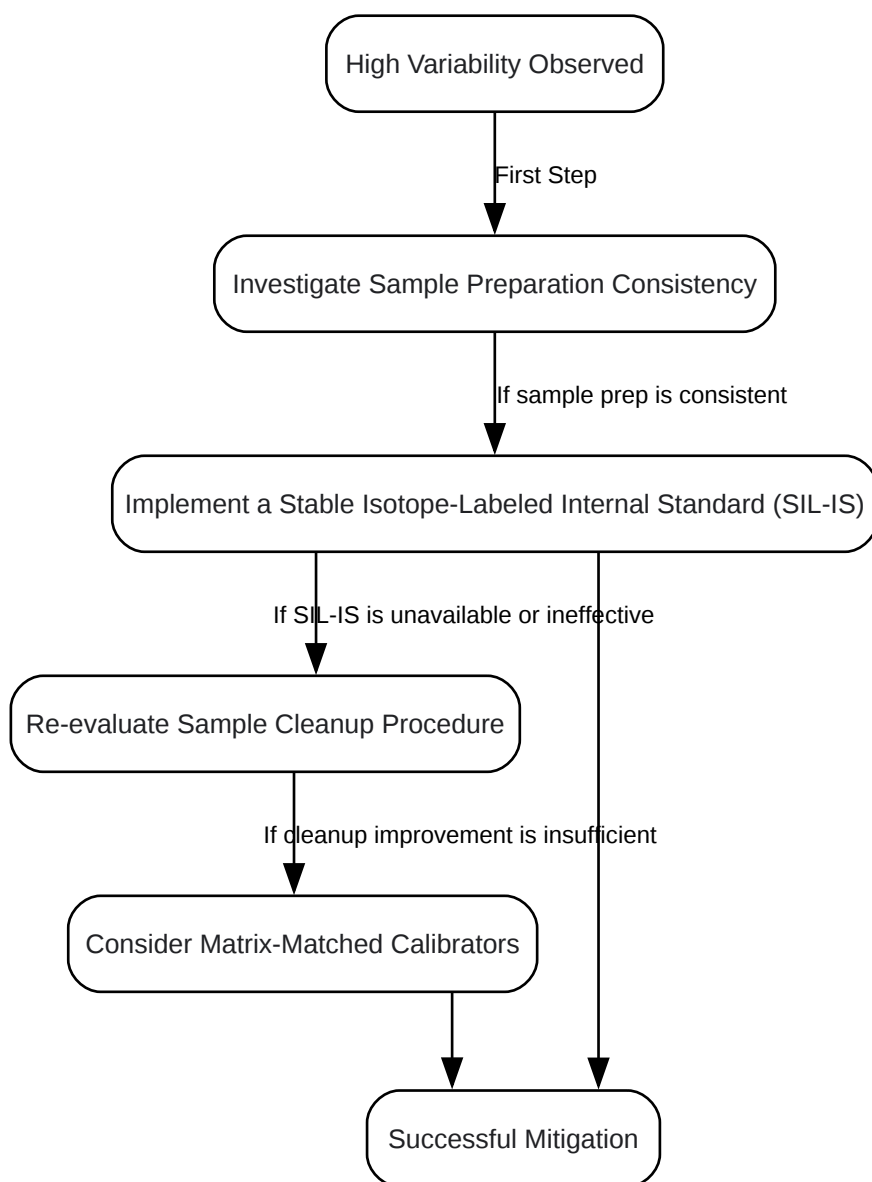 High Variability Observed
First Step
Investigate Sample Preparation Consistency
If sample prep is consistent
Implement a Stable Isotope-Labeled Internal Standard (SIL-IS)
If SIL-IS is unavailable or ineffective
Re-evaluate Sample Cleanup Procedure
If cleanup improvement is insufficient
Consider Matrix-Matched Calibrators
Successful Mitigation